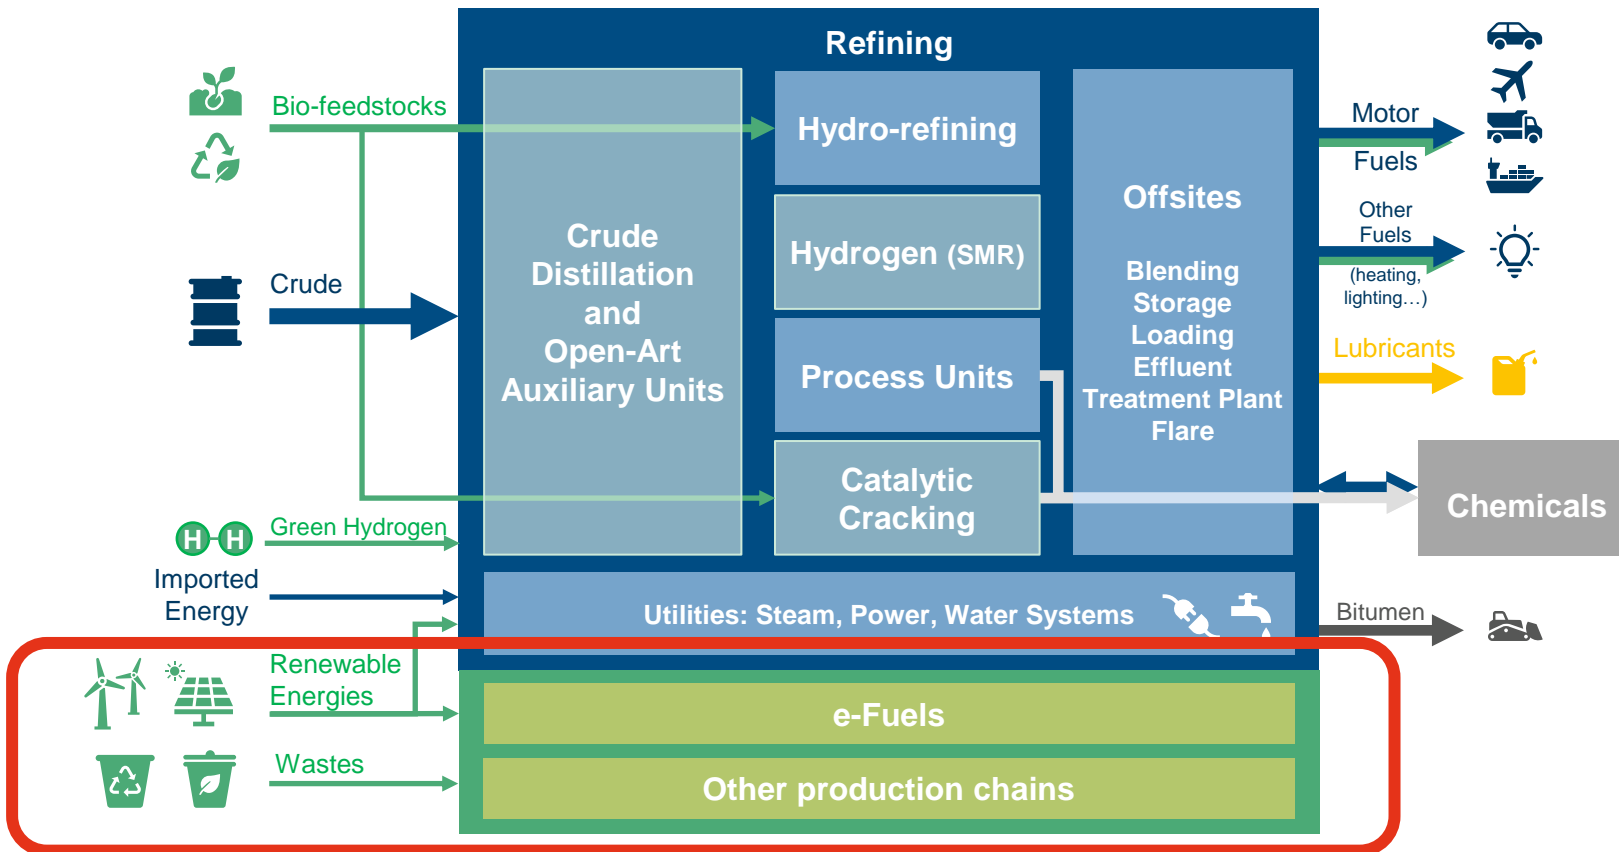 Refining
Bio-feedstocks
Crude
Green Hydrogen
H-H
Imported
Energy
Renewable
Energies
Wastes
Crude
Distillation
and
Open-Art
Auxiliary Units
Hydro-refining
Hydrogen (SMR)
Process Units
Catalytic
Cracking
Offsites
Blending
Storage
Loading
Effluent
Treatment Plant
Flare
Utilities: Steam, Power, Water Systems
e-Fuels
Other production chains
Motor
Fuels
Other
Fuels
(heating,
lighting…)
Lubricants
Chemicals
Bitumen